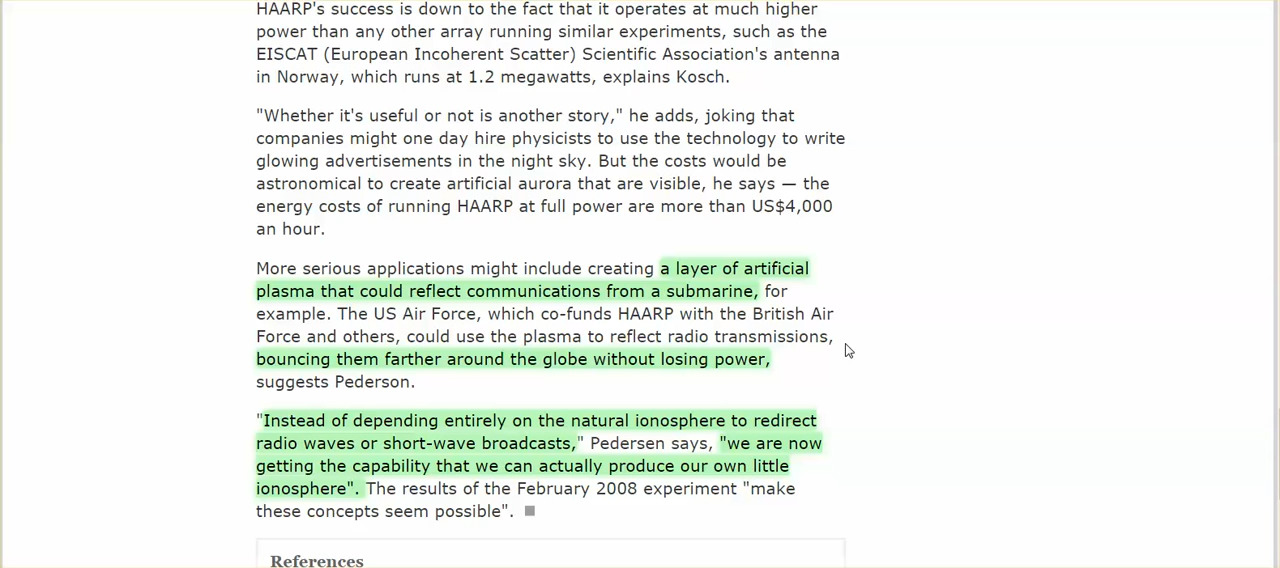 HAARP's success is down to the fact that it operates at much higher
power than any other array running similar experiments, such as the
EISCAT (European Incoherent Scatter) Scientific Association's antenna
in Norway, which runs at 1.2 megawatts, explains Kosch.
"Whether it's useful or not is another story," he adds, joking that
companies might one day hire physicists to use the technology to write
glowing advertisements in the night sky. But the costs would be
astronomical to create artificial aurora that are visible, he says — the
energy costs of running HAARP at full power are more than US$4,000
an hour.
More serious applications might include creating a layer of artificial
plasma that could reflect communications from a submarine, for
example. The US Air Force, which co-funds HAARP with the British Air
Force and others, could use the plasma to reflect radio transmissions,
bouncing them farther around the globe without losing power,
suggests Pederson.
"Instead of depending entirely on the natural ionosphere to redirect
radio waves or short-wave broadcasts," Pedersen says, "we are now
getting the capability that we can actually produce our own little
ionosphere". The results of the February 2008 experiment "make
these concepts seem possible".
References